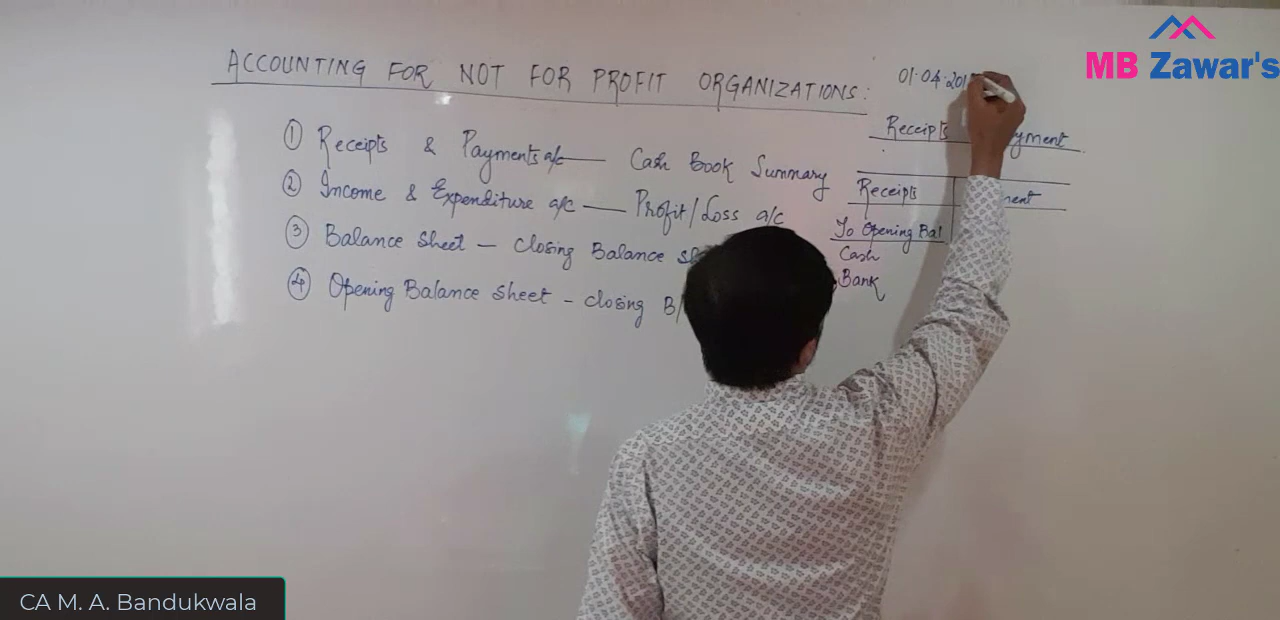 MB Zawar's
ACCOUNTING FOR NOT FOR PROFIT ORGANIZATIONS:
① Receipts & Payments a/c — Cash Book Summary
② Income & Expenditure a/c — Profit/Loss a/c
③ Balance Sheet — Closing Balance
④ Opening Balance Sheet - closing B/
01.04.201
Receipts yment
Receipts ment
To Opening Bal
Cash
Bank
CA M. A. Bandukwala